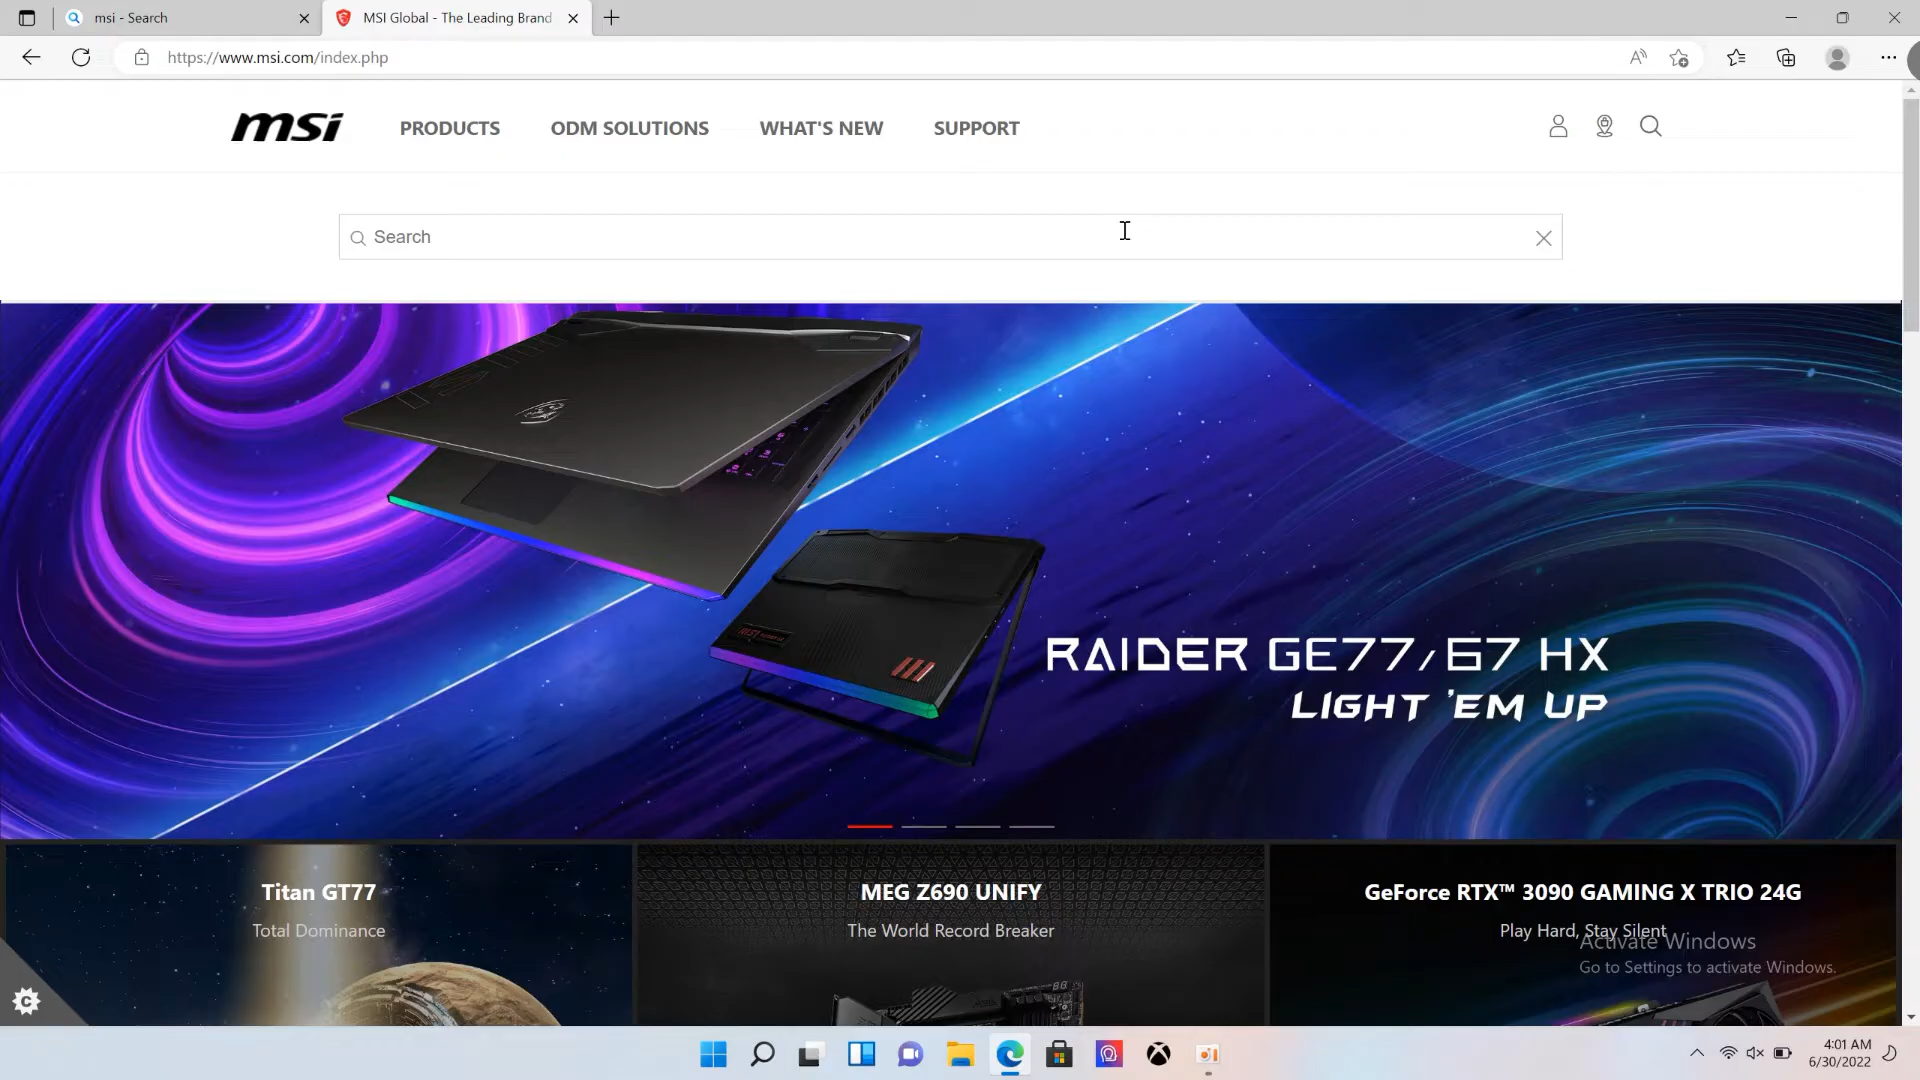 msi - Search
MSI Global - The Leading Brand
https://www.msi.com/index.php
msi
PRODUCTS
ODM SOLUTIONS
WHAT'S NEW
SUPPORT
Search
RAIDER GE77/67 HX
LIGHT 'EM UP
Titan GT77
Total Dominance
MEG Z690 UNIFY
The World Record Breaker
GeForce RTX™ 3090 GAMING X TRIO 24G
Play Hard, Stay Silent
Activate Windows
Go to Settings to activate Windows.
4:01 AM
6/30/2022